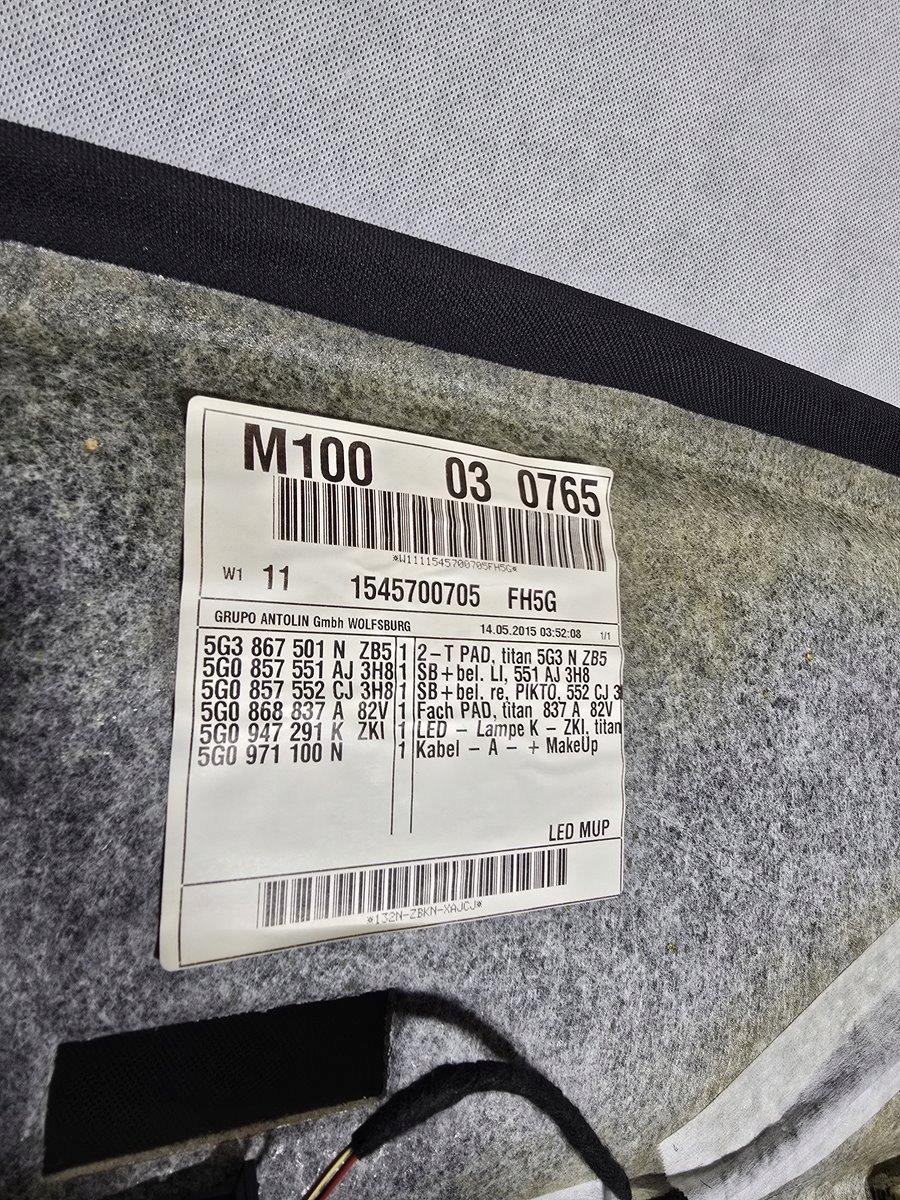 M100 03 0765
*W1111545700705FH5G*
W1 11 1545700705 FH5G
GRUPO ANTOLIN Gmbh WOLFSBURG 14.05.2015 03:52:08 1/1
5G3 867 501 N ZB5 1 2-T PAD, titan 5G3 N ZB5
5G0 857 551 AJ 3H8 1 SB+bel. LI, 551 AJ 3H8
5G0 857 552 CJ 3H8 1 SB+bel. re. PIKTO, 552 CJ 3
5G0 868 837 A 82V 1 Fach PAD, titan 837 A 82V
5G0 947 291 K ZKI 1 LED - Lampe K - ZKI, titan
5G0 971 100 N 1 Kabel - A - + MakeUp
LED MUP
*132N-ZBKN-XAJCJ*